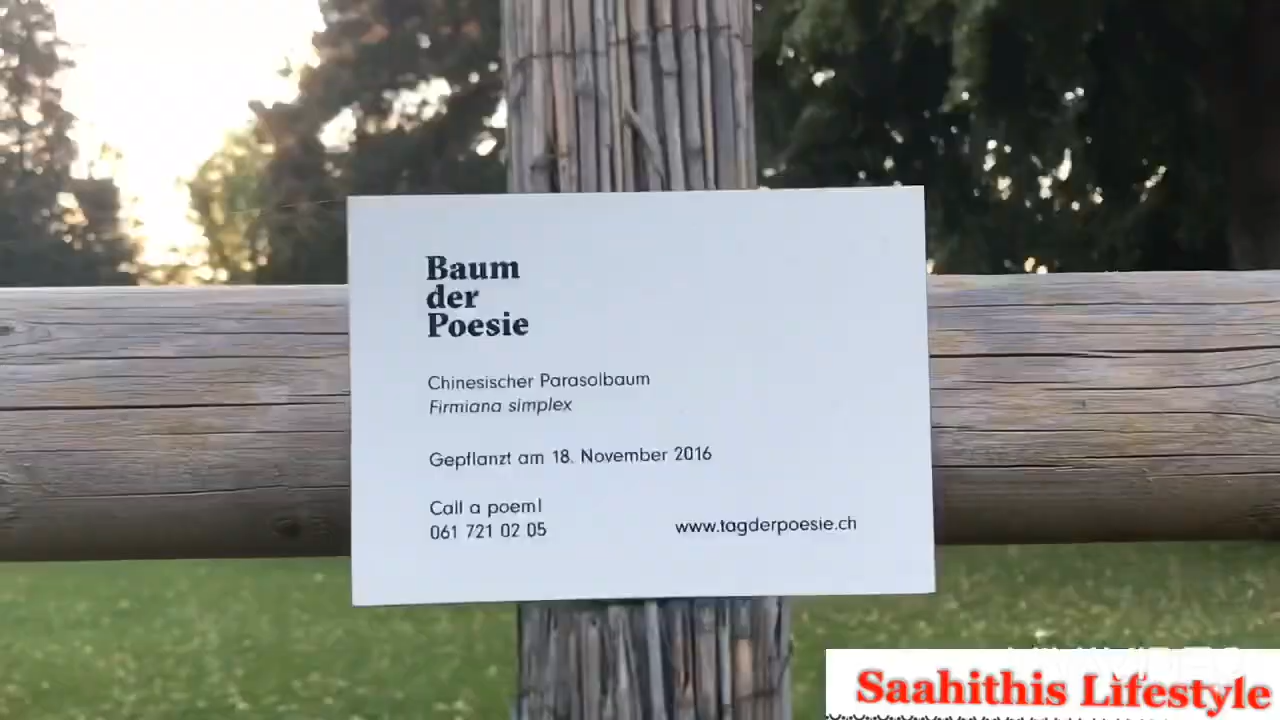 Baum
der
Poesie
Chinesischer Parasolbaum
Firmiana simplex
Gepflanzt am 18. November 2016
Call a poem!
061 721 02 05
www.tagderpoesie.ch
Saahithis Lifestyle